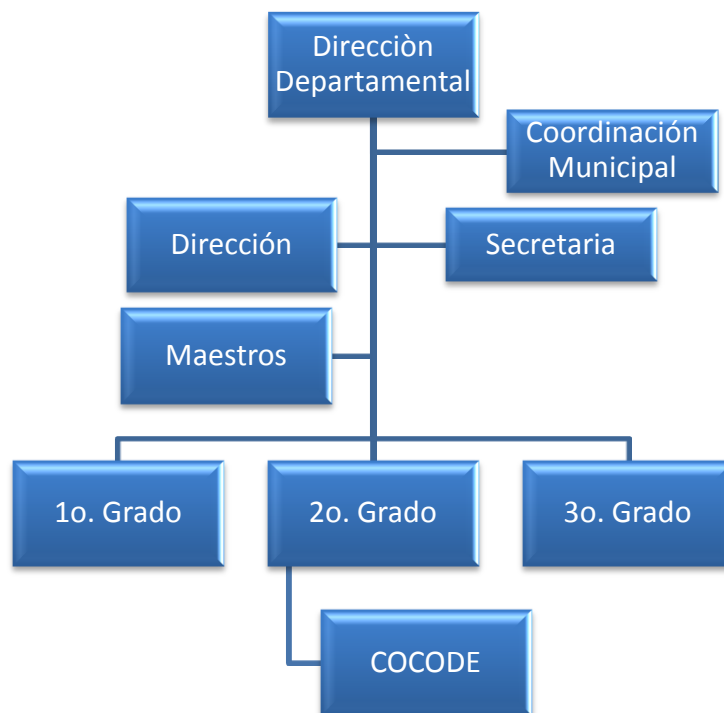 Direcciòn
Departamental
Coordinación
Municipal
Dirección
Secretaria
Maestros
1o. Grado
2o. Grado
3o. Grado
COCODE